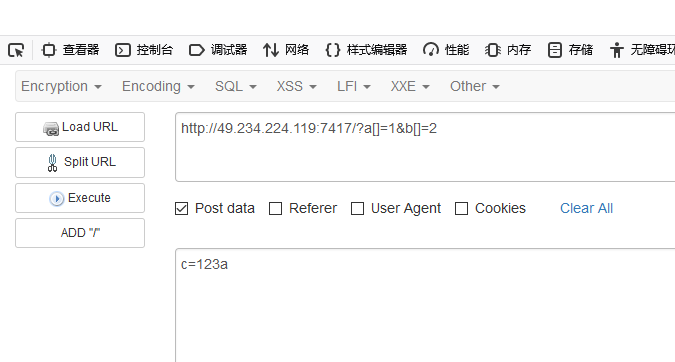 查看器 控制台 调试器 网络 样式编辑器 性能 内存 存储 无障碍环
Encryption Encoding SQL XSS LFI XXE Other
Load URL
Split URL
Execute
ADD "/"
http://49.234.224.119:7417/?a[]=1&b[]=2
Post data Referer User Agent Cookies Clear All
c=123a